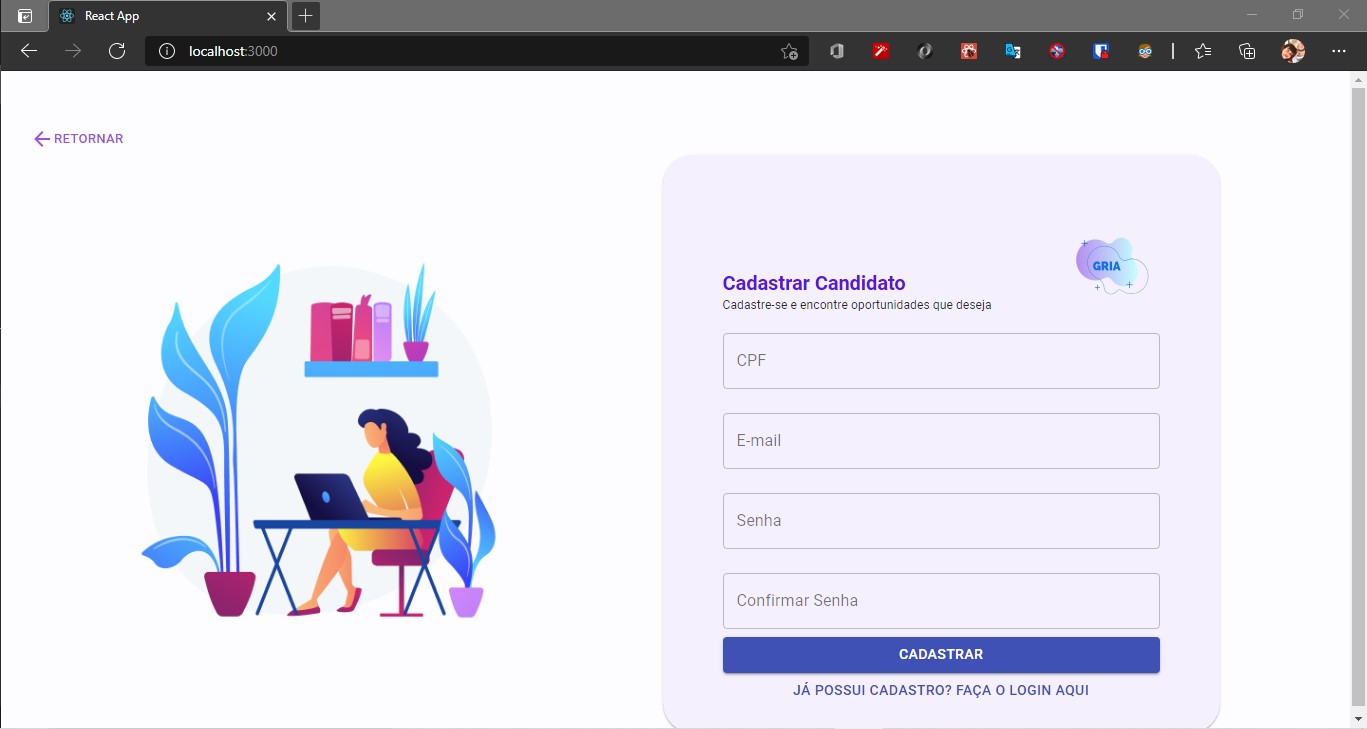 React App
localhost:3000
RETORNAR
GRIA
Cadastrar Candidato
Cadastre-se e encontre oportunidades que deseja
CPF
E-mail
Senha
Confirmar Senha
CADASTRAR
JÁ POSSUI CADASTRO? FAÇA O LOGIN AQUI